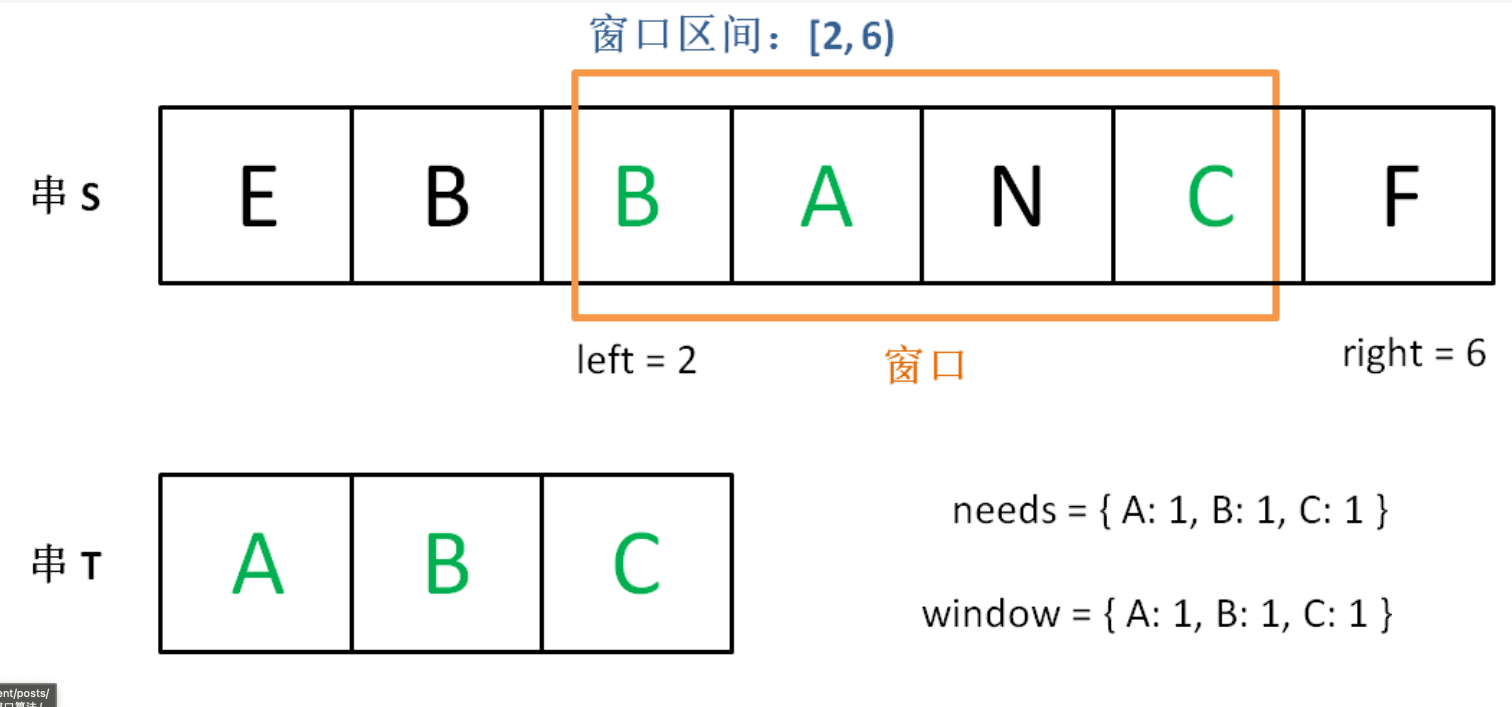 窗口区间：[2, 6)
串 S E B B A N C F
left = 2 窗口 right = 6
串 T A B C
needs = { A: 1, B: 1, C: 1 }
window = { A: 1, B: 1, C: 1 }
ent/posts/